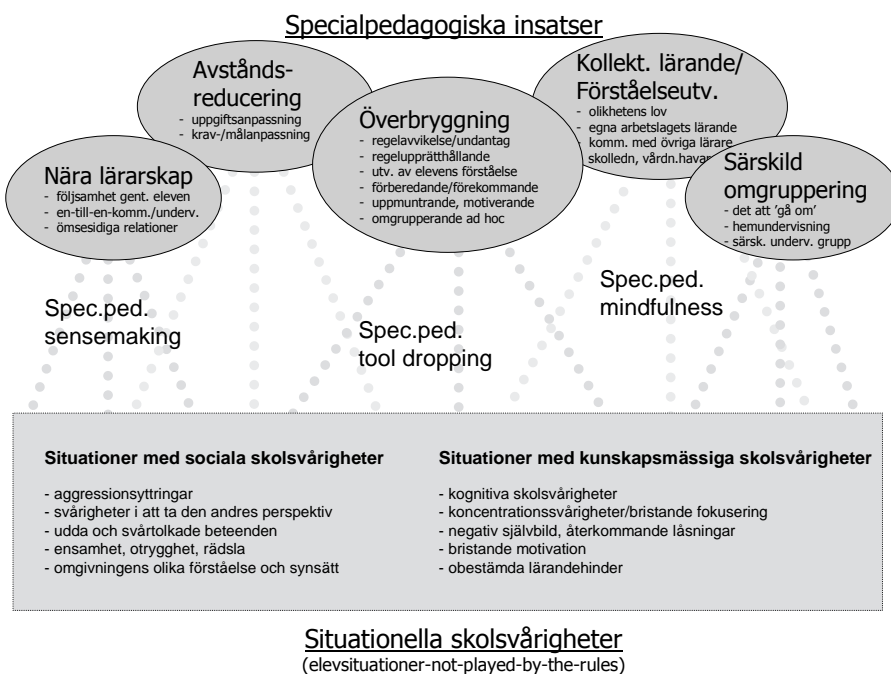 Specialpedagogiska insatser
Nära lärarskap
- följsamhet gent. eleven
- en-till-en-komm./underv.
- ömsesidiga relationer
Avstånds-
reducering
- uppgiftsanpassning
- krav-/målanpassning
Överbryggning
- regelavvikelse/undantag
- regelupprätthållande
- utv. av elevens förståelse
- förberedande/förekommande
- uppmuntrande, motiverande
- omgrupperande ad hoc
Kollekt. lärande/
Förståelseutv.
- olikhetens lov
- egna arbetslagets lärande
- komm. med övriga lärare
skolledn, vårdn.havar
Särskild
omgruppering
- det att ’gå om’
- hemundervisning
- särsk. underv. grupp
Spec.ped.
sensemaking
Spec.ped.
tool dropping
Spec.ped.
mindfulness
Situationer med sociala skolsvårigheter
- aggressionsyttringar
- svårigheter i att ta den andres perspektiv
- udda och svårtolkade beteenden
- ensamhet, otrygghet, rädsla
- omgivningens olika förståelse och synsätt
Situationer med kunskapsmässiga skolsvårigheter
- kognitiva skolsvårigheter
- koncentrationssvårigheter/bristande fokusering
- negativ självbild, återkommande låsningar
- bristande motivation
- obestämda lärandehinder
Situationella skolsvårigheter
(elevsituationer-not-played-by-the-rules)